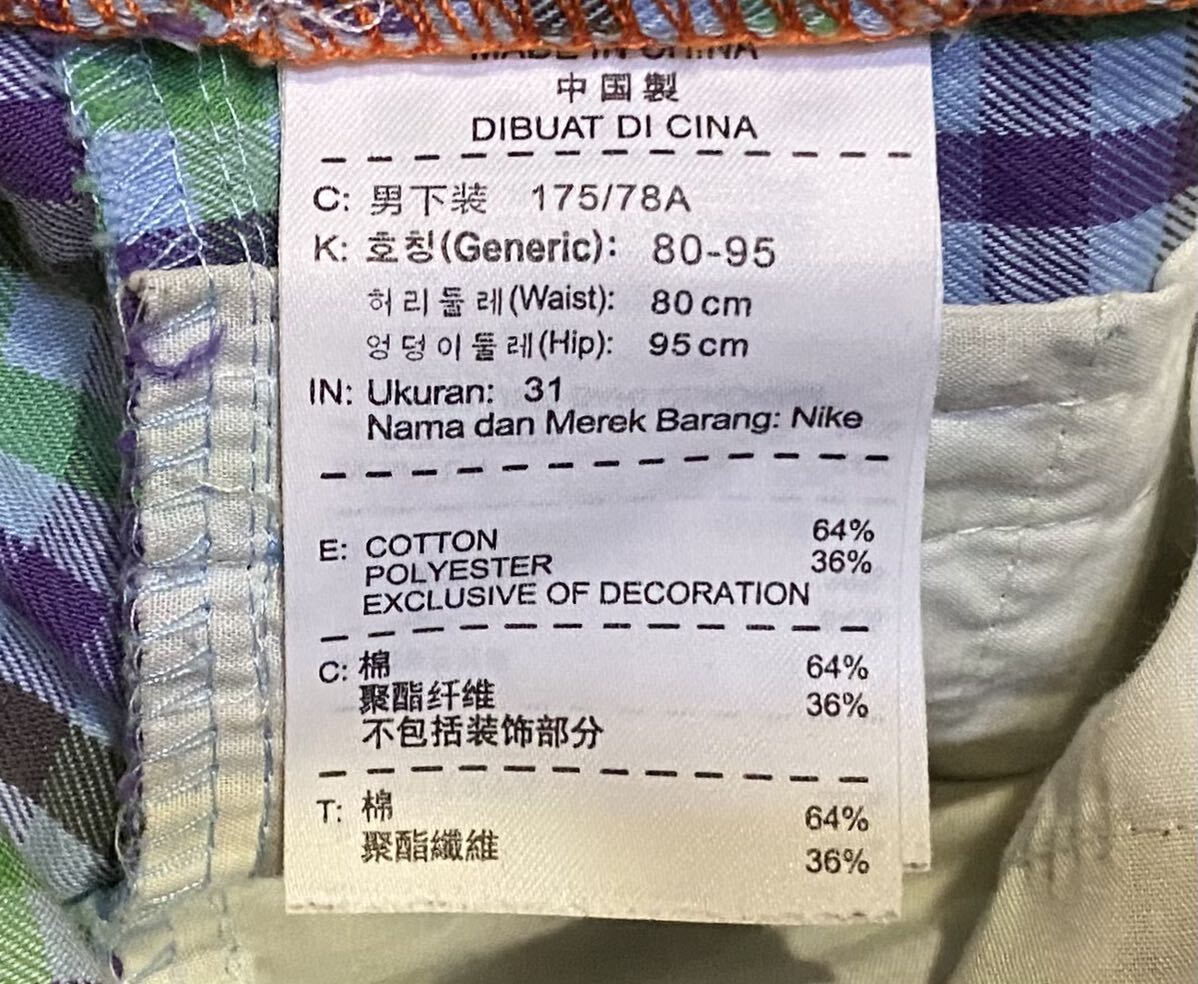 MADE IN CHINA
中国製
DIBUAT DI CINA
C: 男下装 175/78A
K: 호칭(Generic): 80-95
허리둘레(Waist): 80 cm
엉덩이둘레(Hip): 95 cm
IN: Ukuran: 31
Nama dan Merek Barang: Nike
E: COTTON 64%
POLYESTER 36%
EXCLUSIVE OF DECORATION
C: 棉 64%
聚酯纤维 36%
不包括装饰部分
T: 棉 64%
聚酯纖維 36%